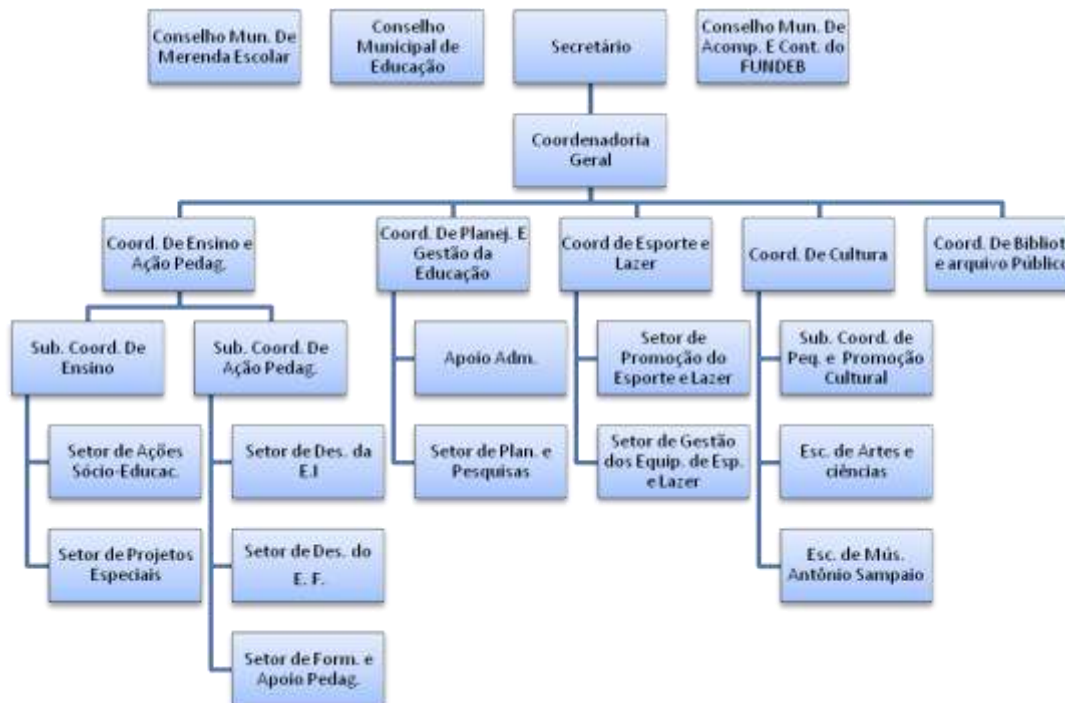 Conselho Mun. De
Merenda Escolar
Conselho
Municipal de
Educação
Secretário
Conselho Mun. De
Acomp. E Cont. do
FUNDEB
Coordenadoria
Geral
Coord. De Ensino e
Ação Pedag.
Coord. De Planej. E
Gestão da
Educação
Coord de Esporte e
Lazer
Coord. De Cultura
Coord. De Bibliot
e arquivo Público
Sub. Coord. De
Ensino
Sub. Coord. De
Ação Pedag.
Apoio Adm.
Setor de
Promoção do
Esporte e Lazer
Sub. Coord. de
Peq. e Promoção
Cultural
Setor de Ações
Sócio-Educac.
Setor de Des. da
E.I
Setor de Plan. e
Pesquisas
Setor de Gestão
dos Equip. de Esp.
e Lazer
Esc. de Artes e
ciências
Setor de Projetos
Especiais
Setor de Des. do
E. F.
Esc. de Mús.
Antônio Sampaio
Setor de Form. e
Apoio Pedag.